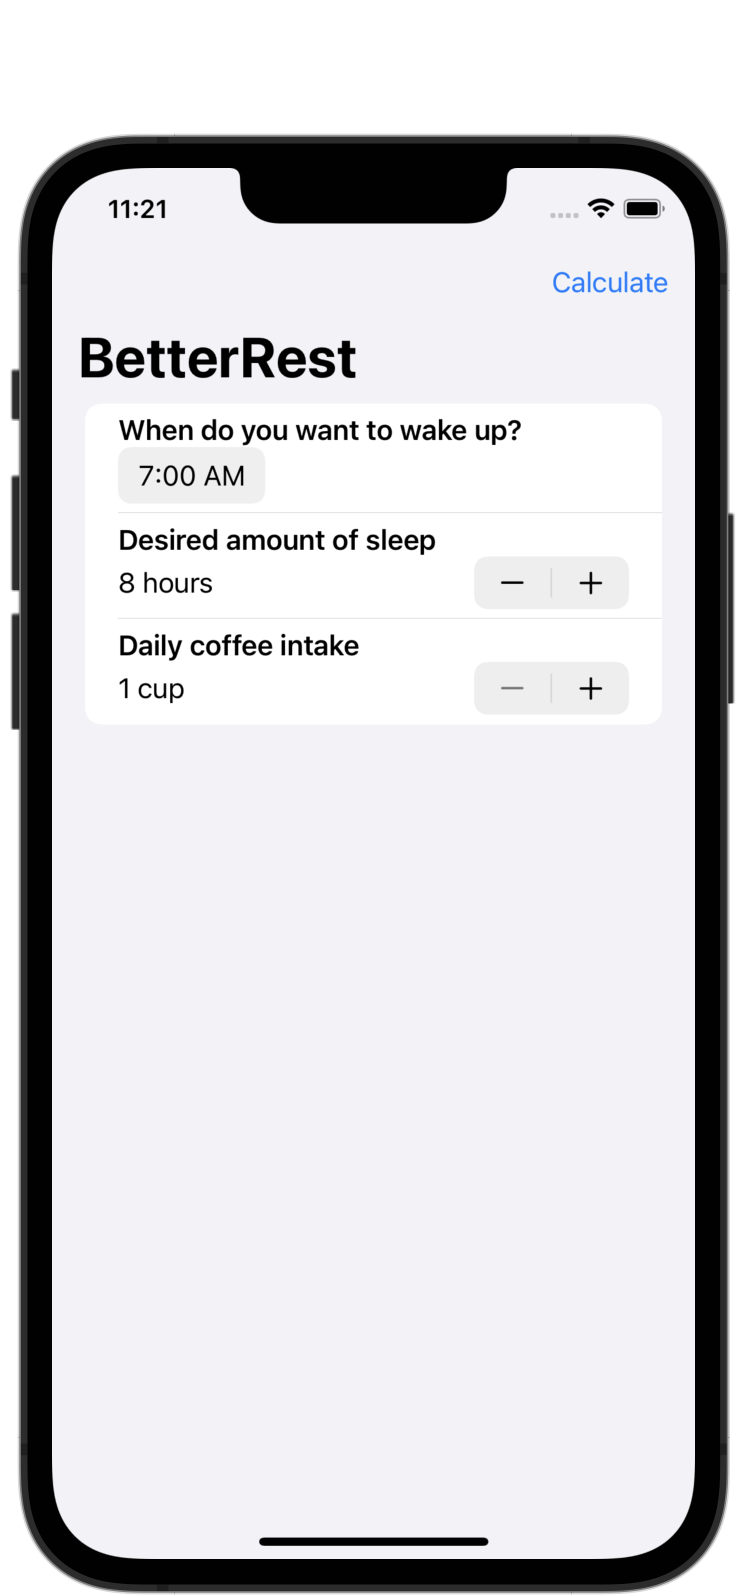 11:21
Calculate
BetterRest
When do you want to wake up?
7:00 AM
Desired amount of sleep
8 hours
Daily coffee intake
1 cup